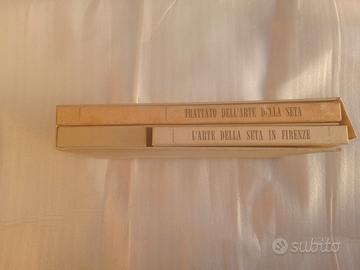 TRATTATO DELL'ARTE DELLA SETA
L'ARTE DELLA SETA IN FIRENZE
subito